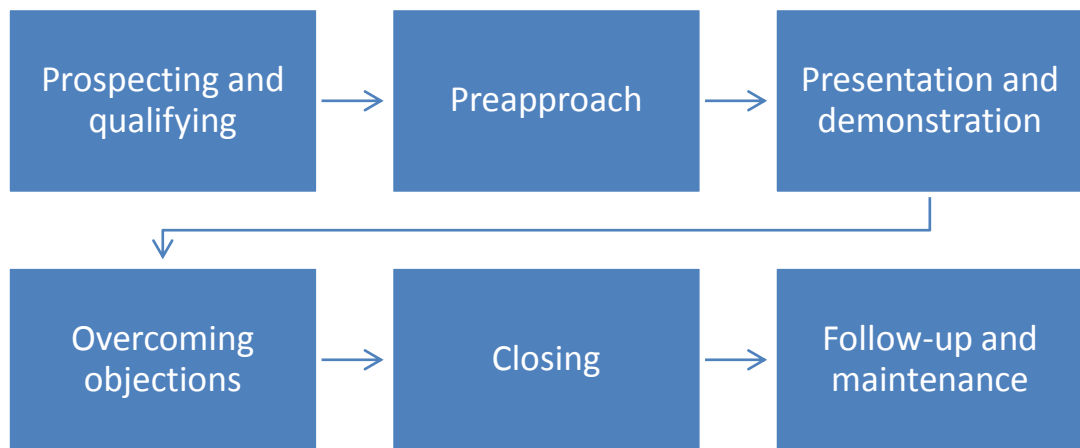 Prospecting and
qualifying
Preapproach
Presentation and
demonstration
Overcoming
objections
Closing
Follow-up and
maintenance